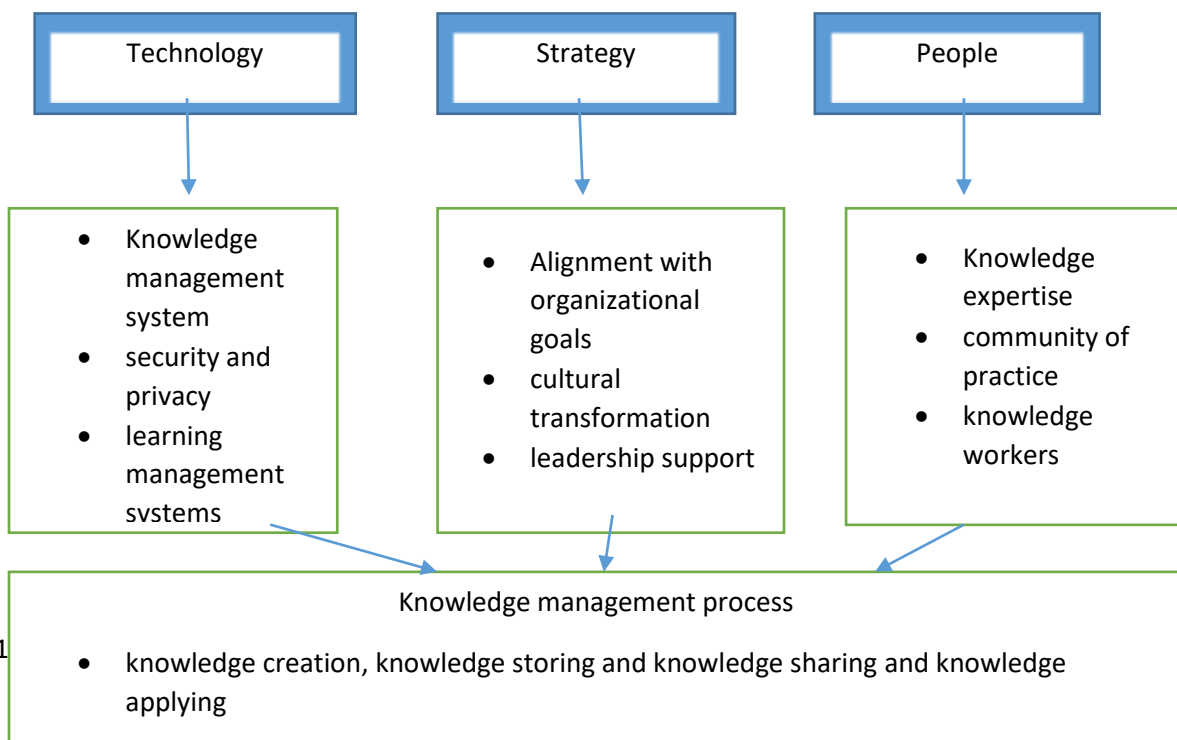 Technology
Strategy
People
• Knowledge
management
system
• security and
privacy
• learning
management
systems
• Alignment with
organizational
goals
• cultural
transformation
• leadership support
• Knowledge
expertise
• community of
practice
• knowledge
workers
Knowledge management process
1
• knowledge creation, knowledge storing and knowledge sharing and knowledge
applying